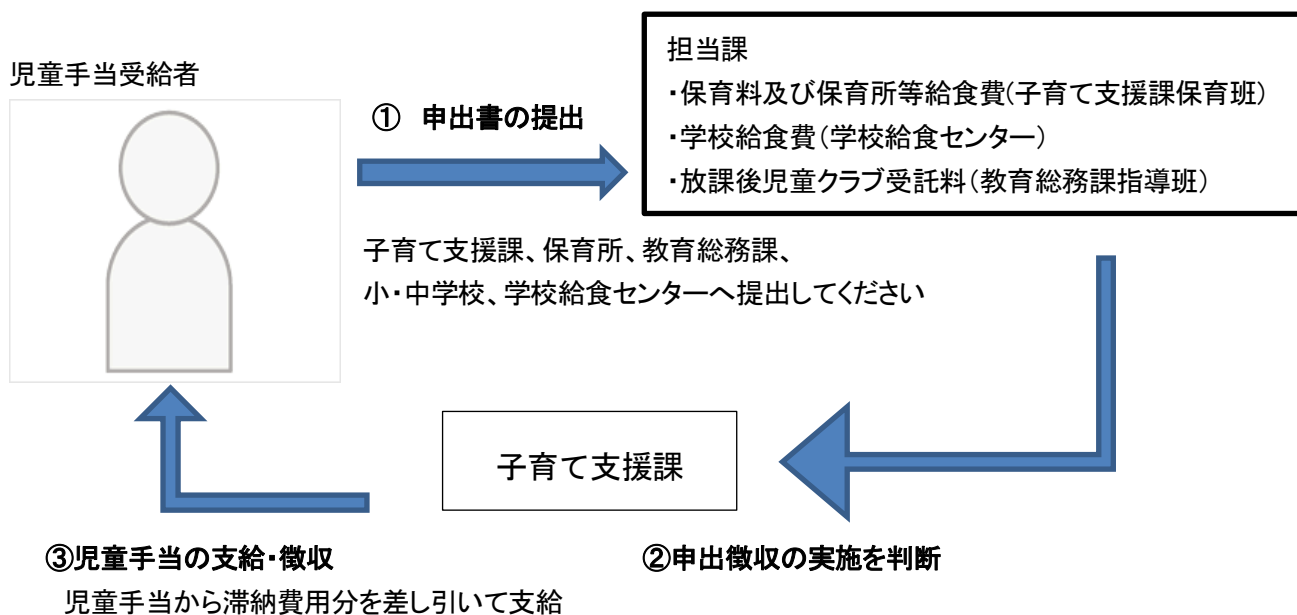 児童手当受給者
① 申出書の提出
担当課
・保育料及び保育所等給食費(子育て支援課保育班)
・学校給食費(学校給食センター)
・放課後児童クラブ受託料(教育総務課指導班)
子育て支援課、保育所、教育総務課、
小・中学校、学校給食センターへ提出してください
子育て支援課
③児童手当の支給・徴収
児童手当から滞納費用分を差し引いて支給
②申出徴収の実施を判断